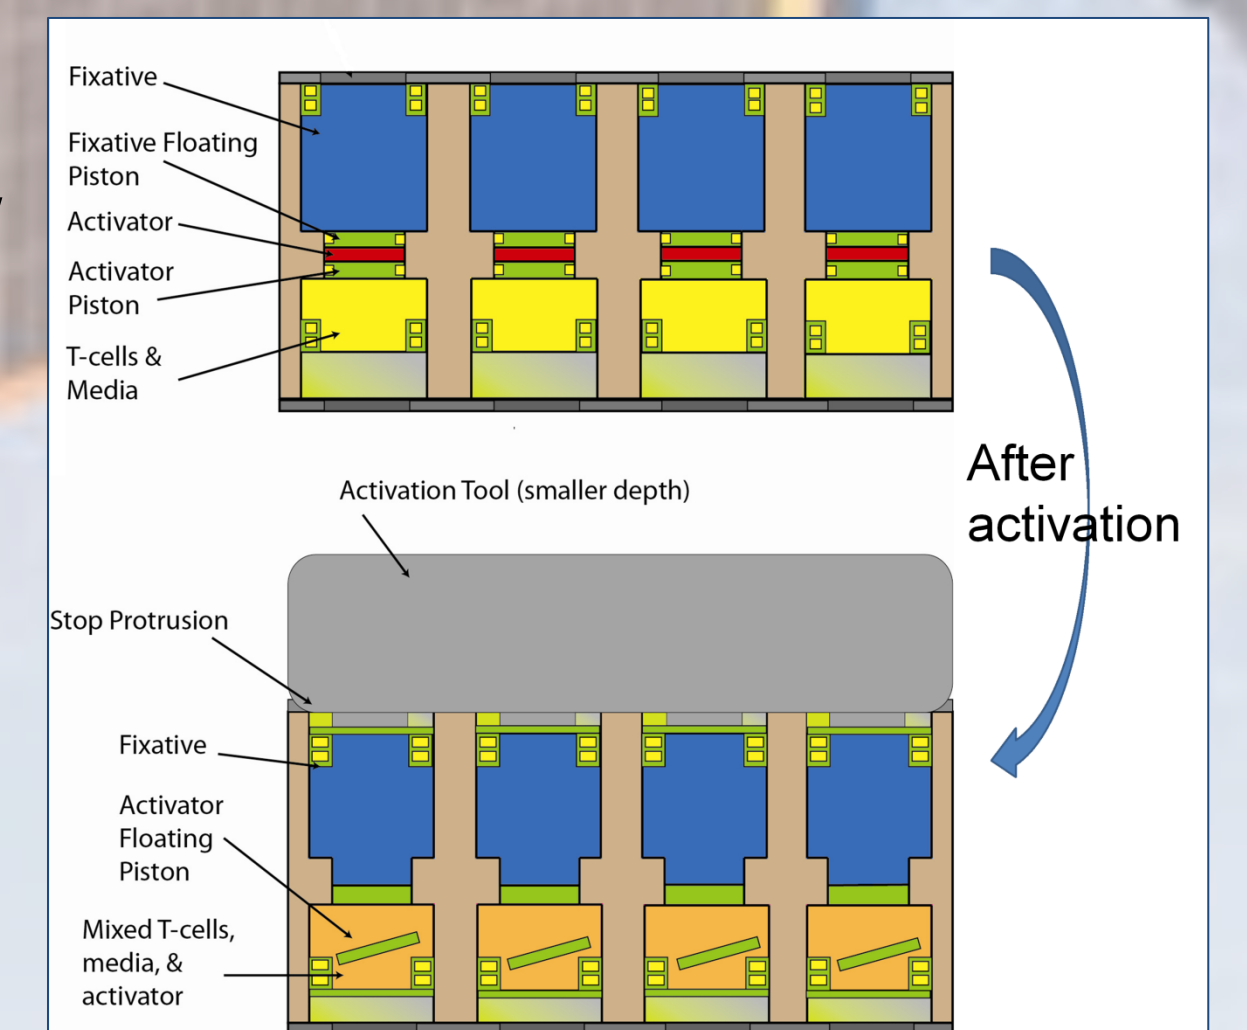 Fixative
Fixative Floating
Piston
Activator
Activator
Piston
T-cells &
Media
After
activation
Activation Tool (smaller depth)
Stop Protrusion
Fixative
Activator
Floating
Piston
Mixed T-cells,
media, &
activator